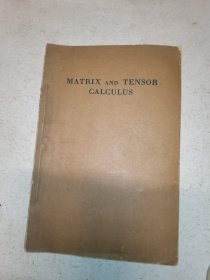 MATRIX AND TENSOR
CALCULUS